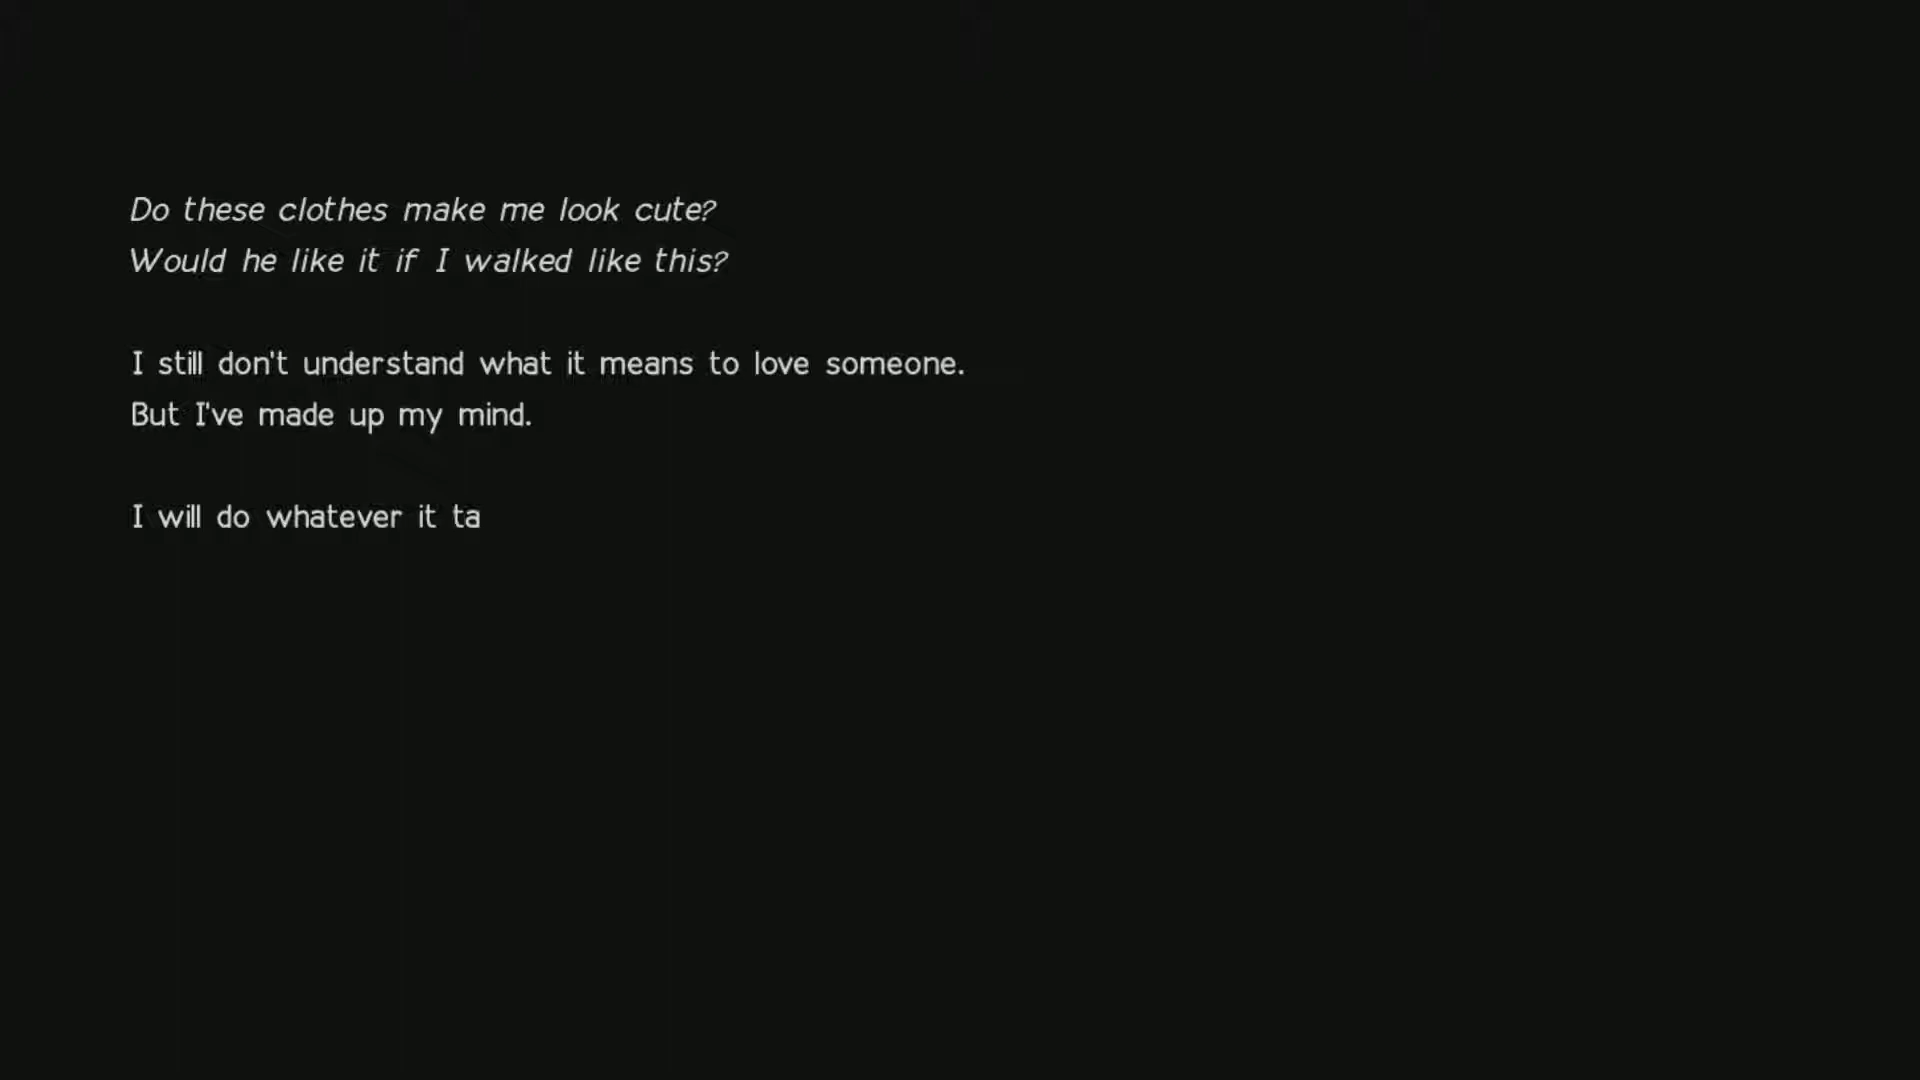 Do these clothes make me look cute?
Would he like it if I walked like this?
I still don't understand what it means to love someone.
But I've made up my mind.
I will do whatever it ta